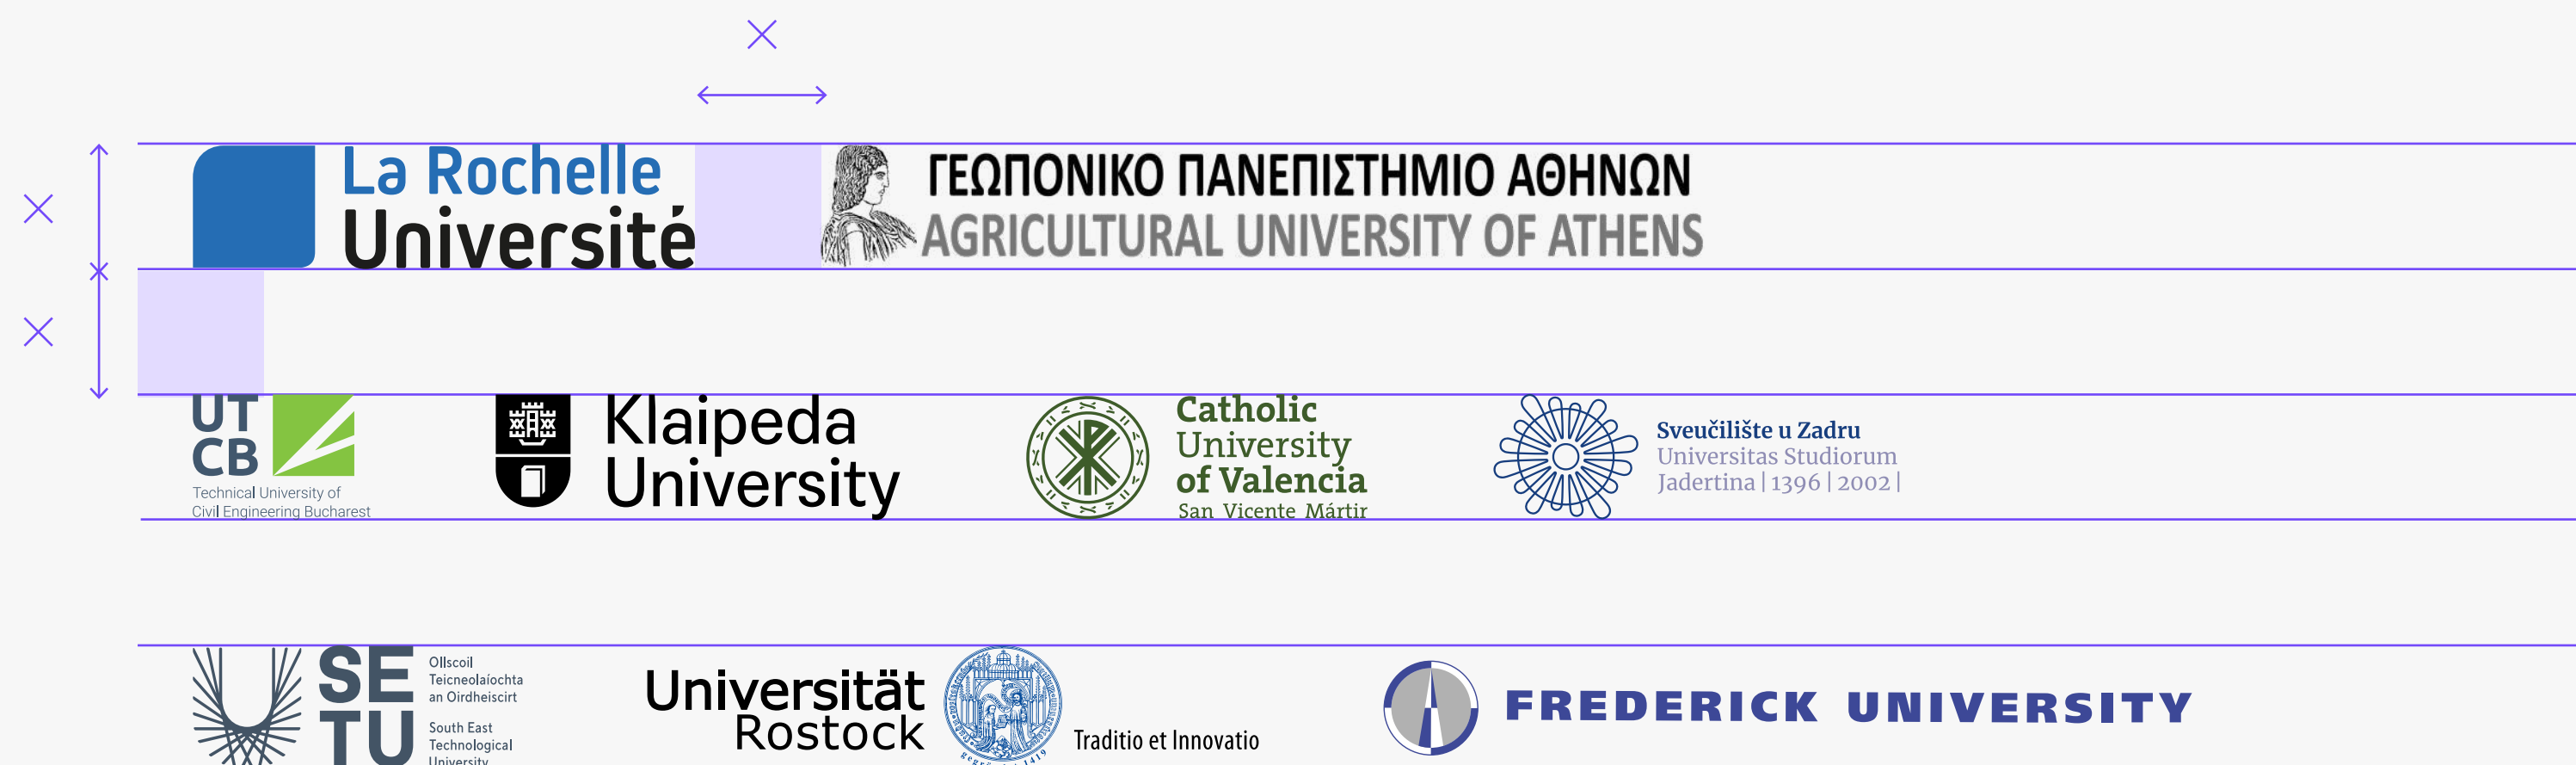 La Rochelle
Université
ΓΕΩΠΟΝΙΚΟ ΠΑΝΕΠΙΣΤΗΜΙΟ ΑΘΗΝΩΝ
AGRICULTURAL UNIVERSITY OF ATHENS
UT
CB
Technical University of
Civil Engineering Bucharest
Klaipeda
University
Catholic
University
of Valencia
San Vicente Mártir
Sveučilište u Zadru
Universitas Studiorum
Jadertina | 1396 | 2002 |
SE
TU
Ollscoil
Teicneolaíochta
an Oirdheiscirt
South East
Technological
University
Universität
Rostock
1419
Traditio et Innovatio
FREDERICK UNIVERSITY